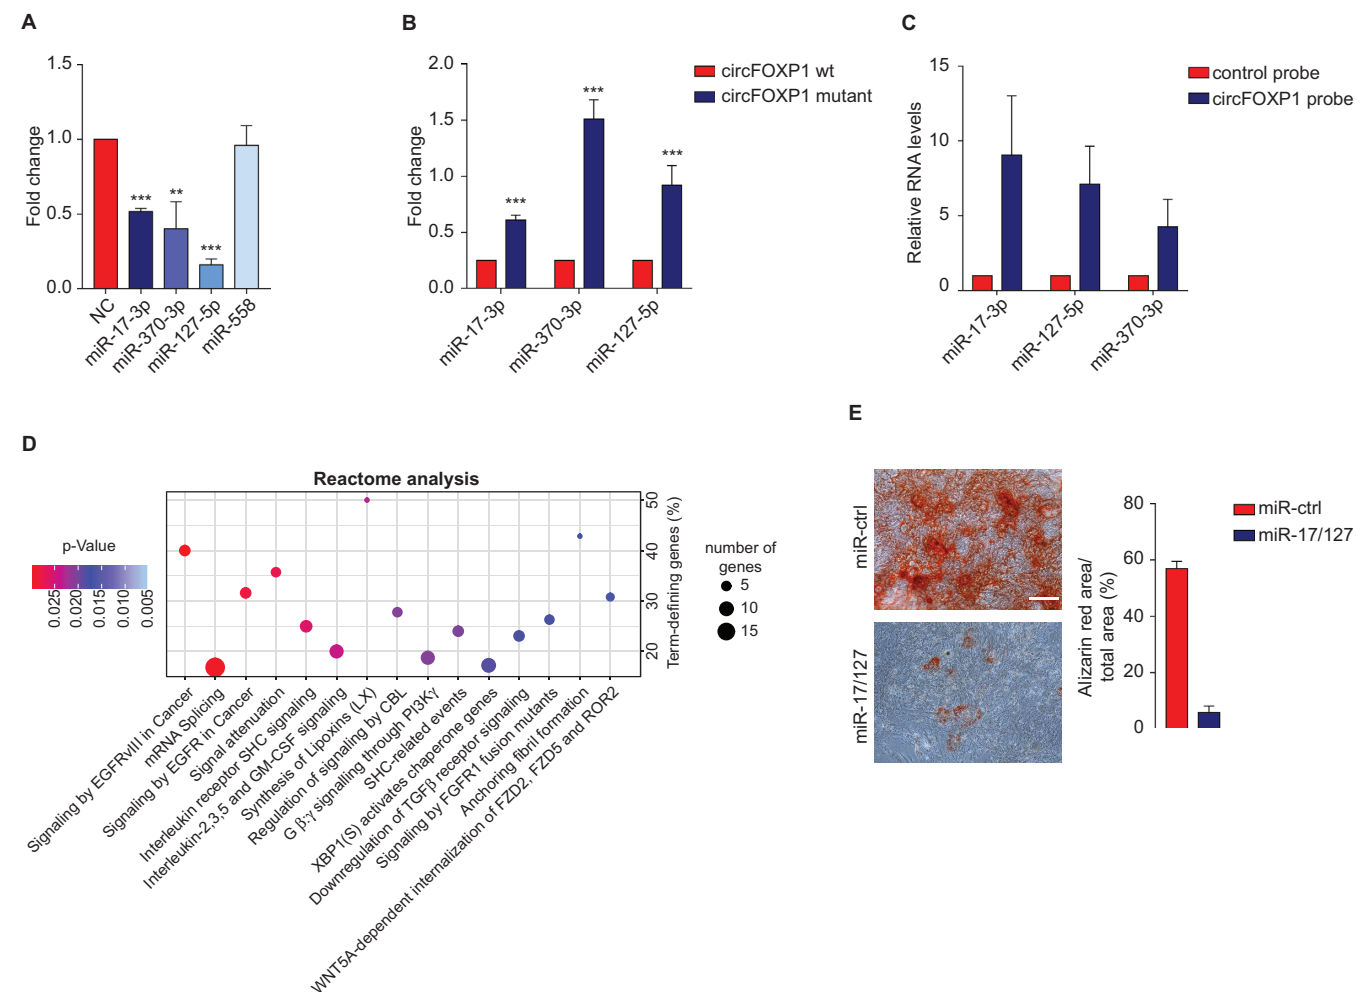 A
1.5
1.0
0.5
0.0
Fold change
***
**
***
NC
miR-17-3p
miR-370-3p
miR-127-5p
miR-558
B
2.0
1.5
1.0
0.5
0.0
Fold change
***
***
***
miR-17-3p
miR-370-3p
miR-127-5p
circFOXP1 wt
circFOXP1 mutant
C
15
10
5
0
Relative RNA levels
miR-17-3p
miR-127-5p
miR-370-3p
control probe
circFOXP1 probe
D
Reactome analysis
p-Value
0.025
0.020
0.015
0.010
0.005
50
40
30
20
Term-defining genes (%)
number of
genes
5
10
15
Signaling by EGFRvIII in Cancer
mRNA Splicing
Signaling by EGFR in Cancer
Signal attenuation
Interleukin receptor SHC signaling
Interleukin-2,3,5 and GM-CSF signaling
Synthesis of Lipoxins (LX)
Regulation of signaling by CBL
G β:γ signalling through PI3Kγ
SHC-related events
XBP1(S) activates chaperone genes
Downregulation of TGFβ receptor signaling
Signaling by FGFR1 fusion mutants
Anchoring fibril formation
WNT5A-dependent internalization of FZD2, FZD5 and ROR2
E
miR-ctrl
miR-17/127
80
60
40
20
0
Alizarin red area/
total area (%)
miR-ctrl
miR-17/127